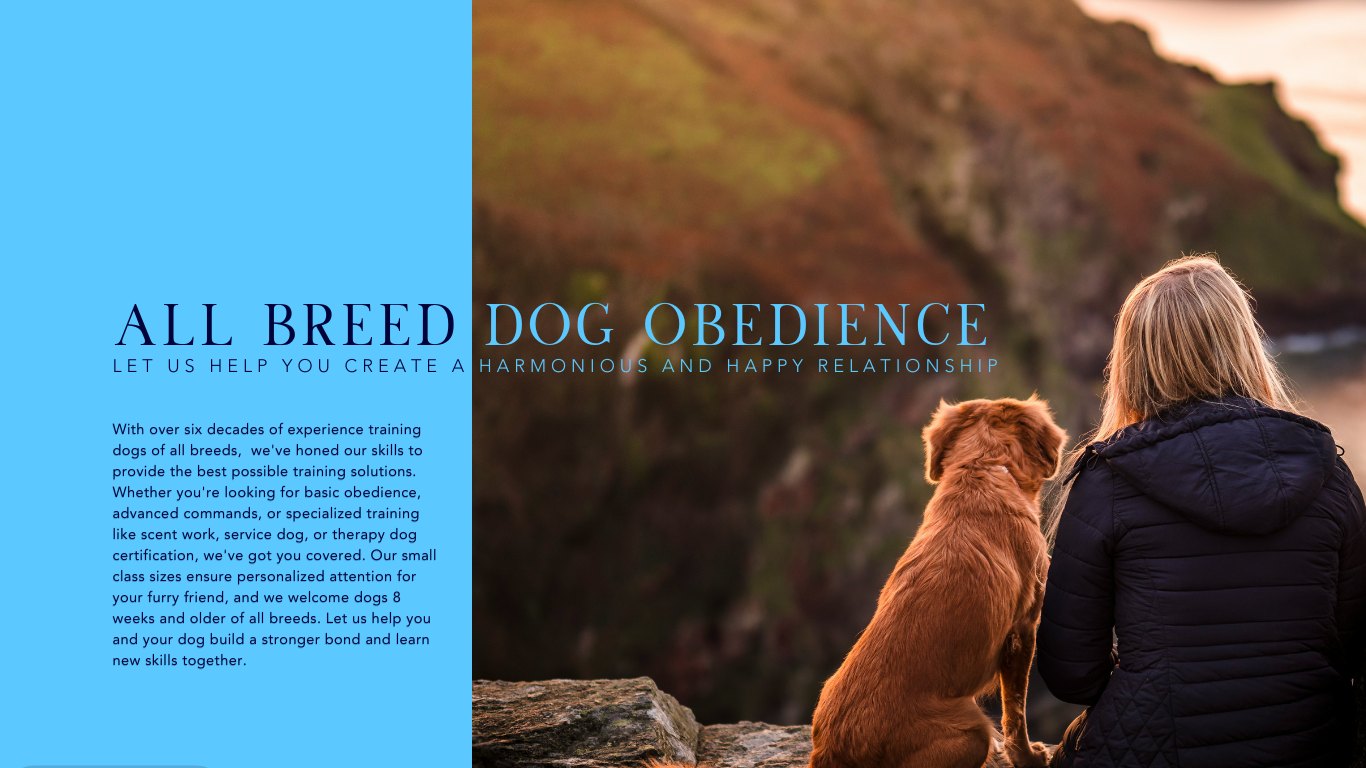 ALL BREED DOG OBEDIENCE
LET US HELP YOU CREATE A HARMONIOUS AND HAPPY RELATIONSHIP
With over six decades of experience training
dogs of all breeds,  we've honed our skills to
provide the best possible training solutions.
Whether you're looking for basic obedience,
advanced commands, or specialized training
like scent work, service dog, or therapy dog
certification, we've got you covered. Our small
class sizes ensure personalized attention for
your furry friend, and we welcome dogs 8
weeks and older of all breeds. Let us help you
and your dog build a stronger bond and learn
new skills together.